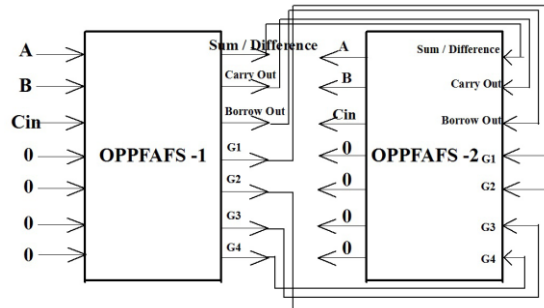 A
B
Cin
0
0
0
0
OPPFAFS -1
Sum / Difference
Carry Out
Borrow Out
G1
G2
G3
G4
A
B
Cin
0
0
0
0
OPPFAFS -2
Sum / Difference
Carry Out
Borrow Out
G1
G2
G3
G4